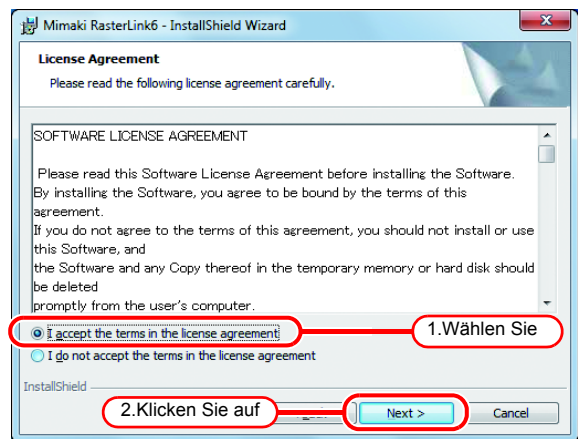 Mimaki RasterLink6 - InstallShield Wizard
License Agreement
Please read the following license agreement carefully.
SOFTWARE LICENSE AGREEMENT
Please read this Software License Agreement before installing the Software.
By installing the Software, you agree to be bound by the terms of this
agreement.
If you do not agree to the terms of this agreement, you should not install or use
this Software, and
the Software and any Copy thereof in the temporary memory or hard disk should
be deleted
promptly from the user's computer.
I accept the terms in the license agreement
1.Wählen Sie
I do not accept the terms in the license agreement
InstallShield
2.Klicken Sie auf
Next >
Cancel